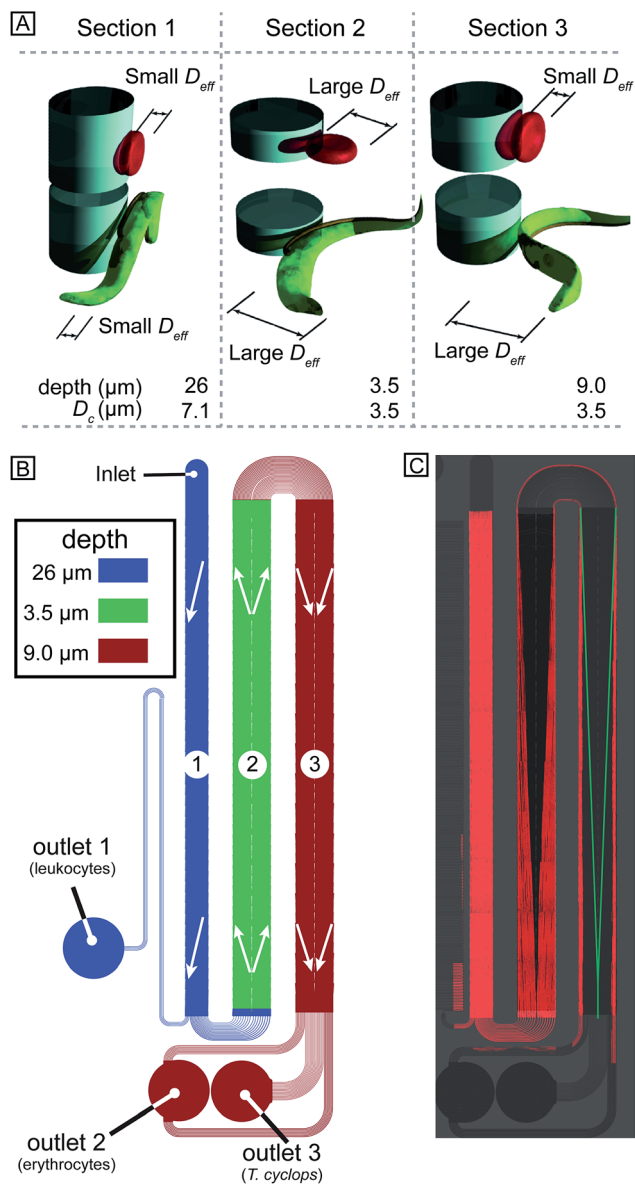 A
Section 1
Section 2
Section 3
Small Deff
Large Deff
Small Deff
Small Deff
Large Deff
Large Deff
depth (µm) 26 3.5 9.0
Dc (µm) 7.1 3.5 3.5
B
C
Inlet
depth
26 µm
3.5 µm
9.0 µm
1
2
3
outlet 1
(leukocytes)
outlet 2
(erythrocytes)
outlet 3
(T. cyclops)